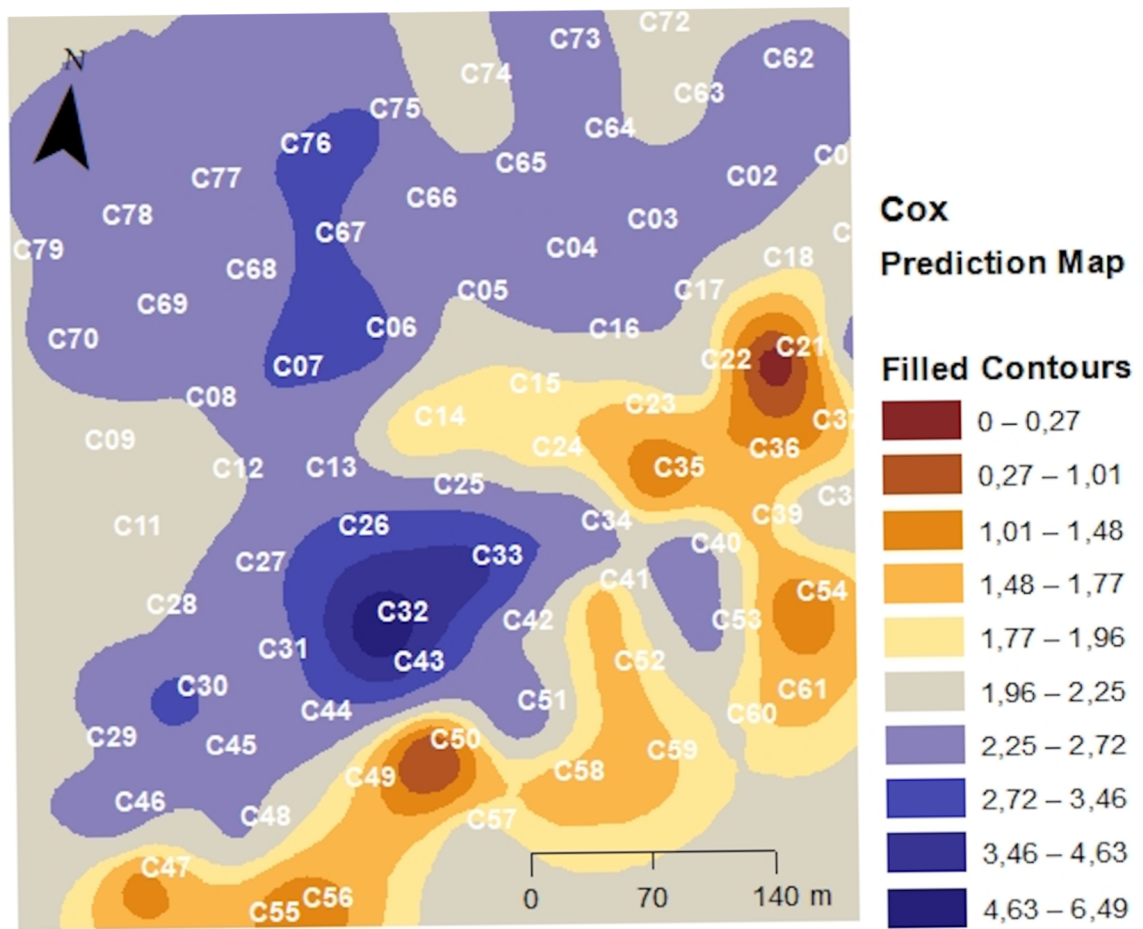 C72
C73
C62
N
C74
C63
C75
C64
C76
C0
C65
C77
C02
C66
C78
C03
C67
C
C79
C04
C18
C68
C05
C17
C69
C06
C16
C70
C21
C22
C07
C15
C08
C23
C14
C37
C09
C24
C36
C12
C13
C35
C25
C3
C39
C11
C26
C34
C40
C33
C27
C41
C54
C28
C32
C42
C53
C31
C43
C52
C30
C61
C51
C44
C60
C29
C45
C50
C59
C49
C58
C46
C48
C57
C47
C56
C55
0 70 140 m
Cox
Prediction Map
Filled Contours
0 – 0,27
0,27 – 1,01
1,01 – 1,48
1,48 – 1,77
1,77 – 1,96
1,96 – 2,25
2,25 – 2,72
2,72 – 3,46
3,46 – 4,63
4,63 – 6,49